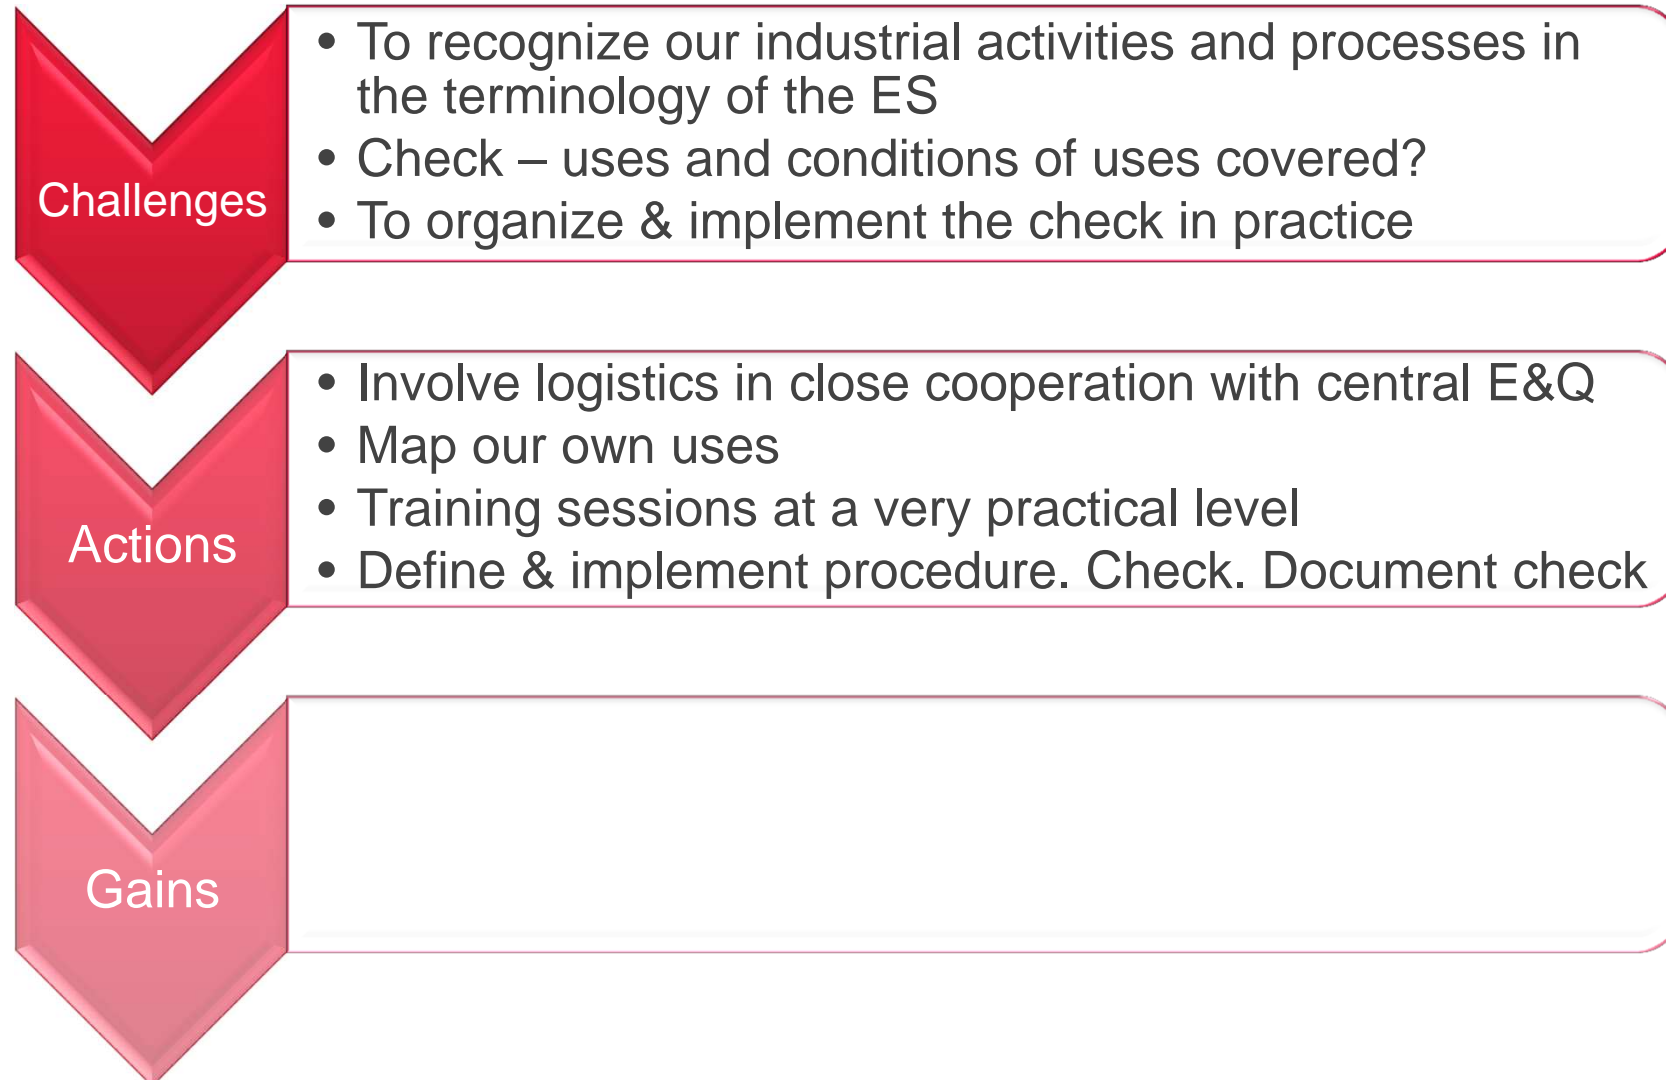 Challenges
• To recognize our industrial activities and processes in
the terminology of the ES
• Check – uses and conditions of uses covered?
• To organize & implement the check in practice
Actions
• Involve logistics in close cooperation with central E&Q
• Map our own uses
• Training sessions at a very practical level
• Define & implement procedure. Check. Document check
Gains